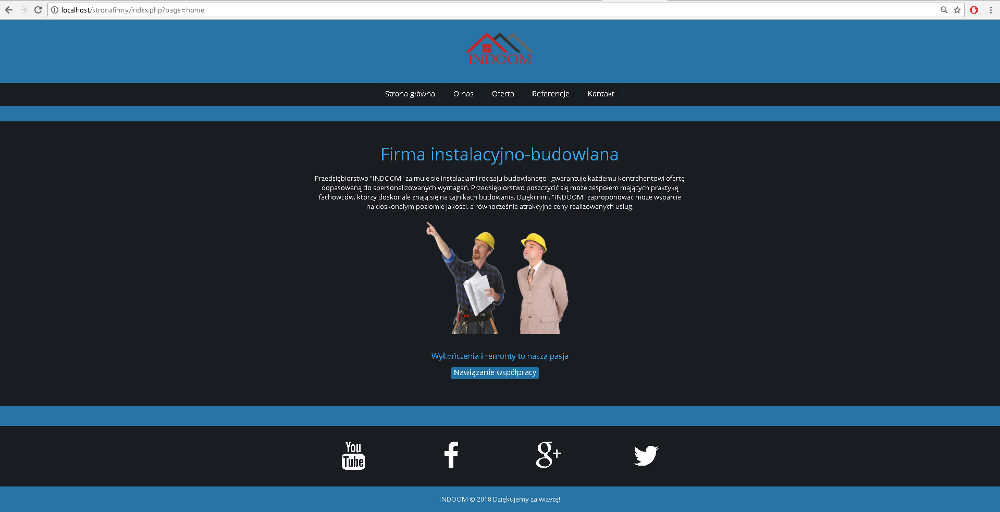 localhost/stronafirmy/index.php?page=home
INDOOM
Strona główna O nas Oferta Referencje Kontakt
Firma instalacyjno-budowlana
Przedsiębiorstwo "INDOOM" zajmuje się instalacjami rodzaju budowlanego i gwarantuje każdemu kontrahentowi ofertę
dopasowaną do spersonalizowanych wymagań. Przedsiębiorstwo poszczycić się może zespołem mających praktykę
fachowców, którzy doskonale znają się na tajnikach budowania. Dzięki nim, "INDOOM" zaproponować może wsparcie
na doskonałym poziomie jakości, a równocześnie atrakcyjne ceny realizowanych usług.
Wykończenia i remonty to nasza pasja
Nawiązanie współpracy
You
Tube
f g+
INDOOM © 2018 Dziękujemy za wizytę!